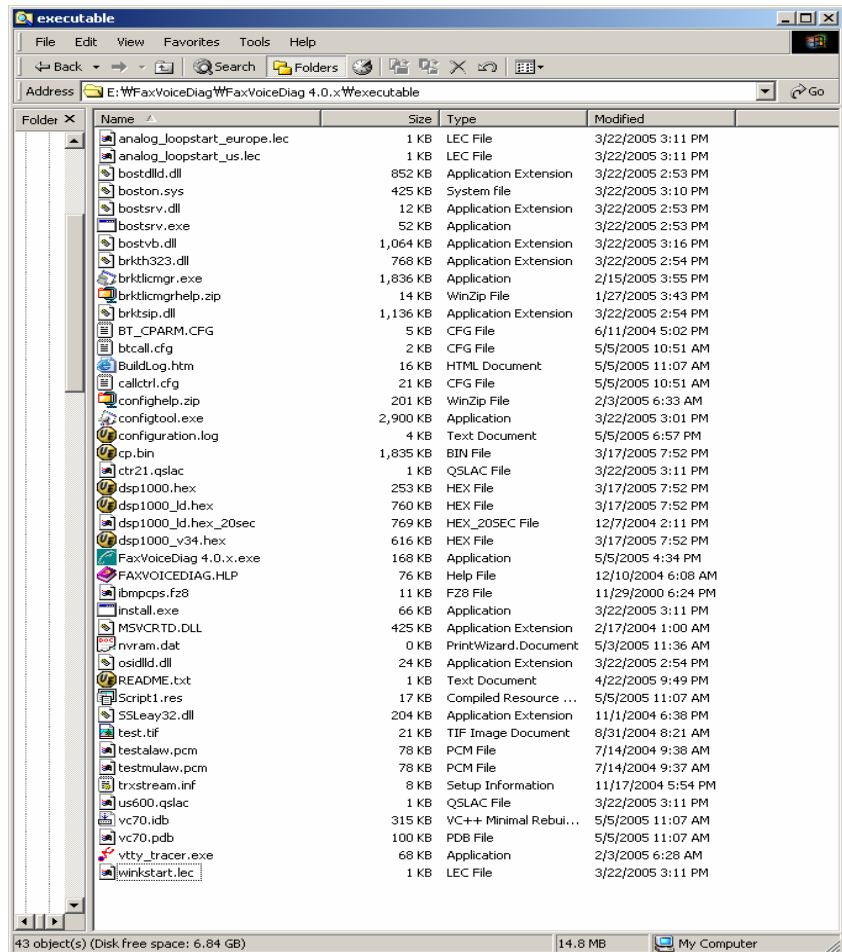 executable
File Edit View Favorites Tools Help
Back Search Folders
Address E:₩FaxVoiceDiag₩FaxVoiceDiag 4.0.x₩executable Go
Folder Name Size Type Modified
analog_loopstart_europe.lec 1 KB LEC File 3/22/2005 3:11 PM
analog_loopstart_us.lec 1 KB LEC File 3/22/2005 3:11 PM
bostdlld.dll 852 KB Application Extension 3/22/2005 2:53 PM
boston.sys 425 KB System file 3/22/2005 3:10 PM
bostsrv.dll 12 KB Application Extension 3/22/2005 2:53 PM
bostsrv.exe 52 KB Application 3/22/2005 2:53 PM
bostvb.dll 1,064 KB Application Extension 3/22/2005 3:16 PM
brkth323.dll 768 KB Application Extension 3/22/2005 2:54 PM
brktlicmgr.exe 1,836 KB Application 2/15/2005 3:55 PM
brktlicmgrhelp.zip 14 KB WinZip File 1/27/2005 3:43 PM
brktsip.dll 1,136 KB Application Extension 3/22/2005 2:54 PM
BT_CPARM.CFG 5 KB CFG File 6/11/2004 5:02 PM
btcall.cfg 2 KB CFG File 5/5/2005 10:51 AM
BuildLog.htm 16 KB HTML Document 5/5/2005 11:07 AM
callctrl.cfg 21 KB CFG File 5/5/2005 10:51 AM
confighelp.zip 201 KB WinZip File 2/3/2005 6:33 AM
configtool.exe 2,900 KB Application 3/22/2005 3:01 PM
configuration.log 4 KB Text Document 5/5/2005 6:57 PM
cp.bin 1,835 KB BIN File 3/17/2005 7:52 PM
ctr21.qslac 1 KB QSLAC File 3/22/2005 3:11 PM
dsp1000.hex 253 KB HEX File 3/17/2005 7:52 PM
dsp1000_ld.hex 760 KB HEX File 3/17/2005 7:52 PM
dsp1000_ld.hex_20sec 769 KB HEX_20SEC File 12/7/2004 2:11 PM
dsp1000_v34.hex 616 KB HEX File 3/17/2005 7:52 PM
FaxVoiceDiag 4.0.x.exe 168 KB Application 5/5/2005 4:34 PM
FAXVOICEDIAG.HLP 76 KB Help File 12/10/2004 6:08 AM
ibmpcps.fz8 11 KB FZ8 File 11/29/2000 6:24 PM
install.exe 66 KB Application 3/22/2005 3:11 PM
MSVCRTD.DLL 425 KB Application Extension 2/17/2004 1:00 AM
nvram.dat 0 KB PrintWizard.Document 5/3/2005 11:36 AM
osidlld.dll 24 KB Application Extension 3/22/2005 2:54 PM
README.txt 1 KB Text Document 4/22/2005 9:49 PM
Script1.res 17 KB Compiled Resource ... 5/5/2005 11:07 AM
SSLeay32.dll 204 KB Application Extension 11/1/2004 6:38 PM
test.tif 21 KB TIF Image Document 8/31/2004 8:21 AM
testalaw.pcm 78 KB PCM File 7/14/2004 9:38 AM
testmulaw.pcm 78 KB PCM File 7/14/2004 9:37 AM
trxstream.inf 8 KB Setup Information 11/17/2004 5:54 PM
us600.qslac 1 KB QSLAC File 3/22/2005 3:11 PM
vc70.idb 315 KB VC++ Minimal Rebui... 5/5/2005 11:07 AM
vc70.pdb 100 KB PDB File 5/5/2005 11:07 AM
vtty_tracer.exe 68 KB Application 2/3/2005 6:28 AM
winkstart.lec 1 KB LEC File 3/22/2005 3:11 PM
43 object(s) (Disk free space: 6.84 GB) 14.8 MB My Computer